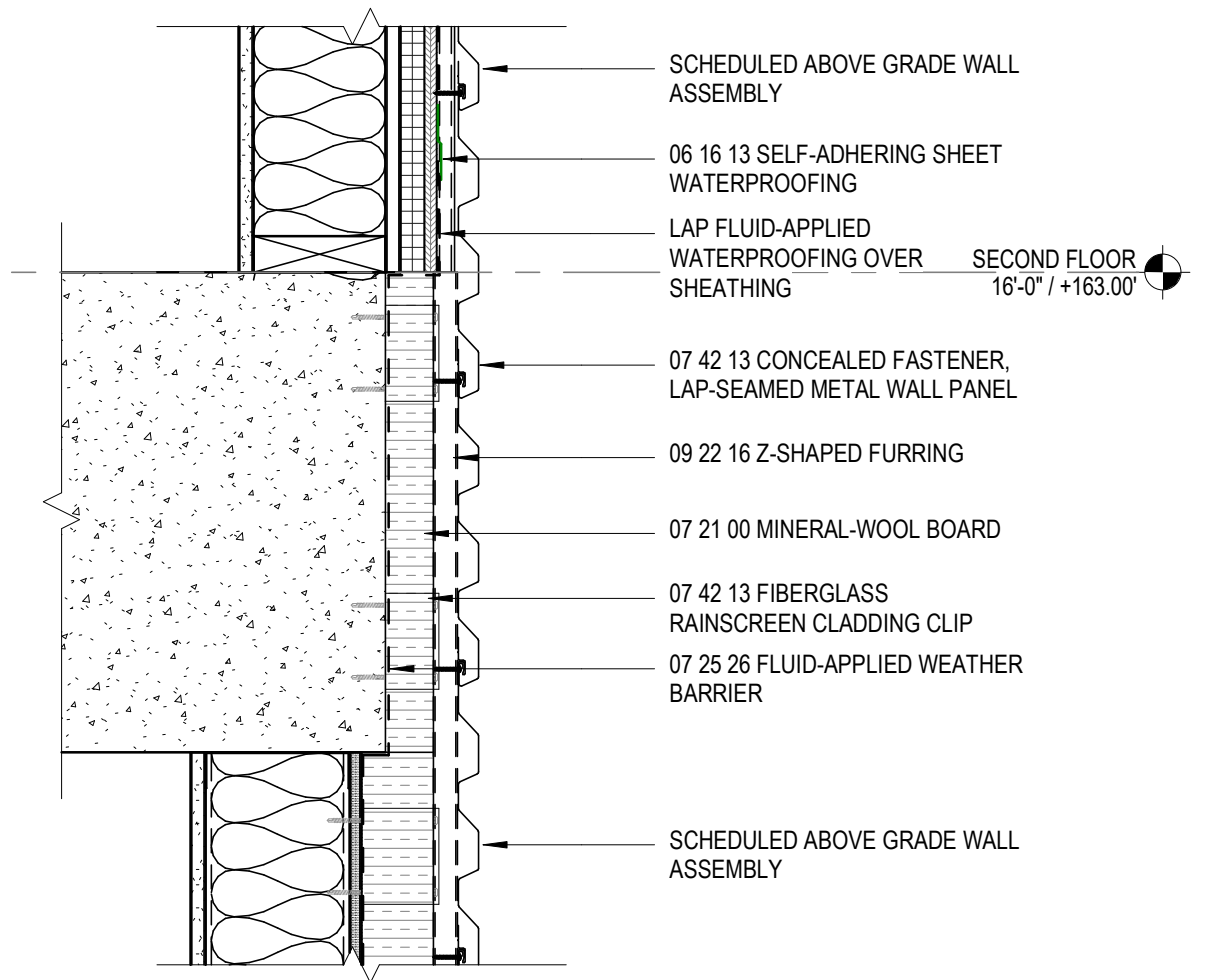 SCHEDULED ABOVE GRADE WALL
ASSEMBLY
06 16 13 SELF-ADHERING SHEET
WATERPROOFING
LAP FLUID-APPLIED
WATERPROOFING OVER
SHEATHING
SECOND FLOOR
16'-0" / +163.00'
07 42 13 CONCEALED FASTENER,
LAP-SEAMED METAL WALL PANEL
09 22 16 Z-SHAPED FURRING
07 21 00 MINERAL-WOOL BOARD
07 42 13 FIBERGLASS
RAINSCREEN CLADDING CLIP
07 25 26 FLUID-APPLIED WEATHER
BARRIER
SCHEDULED ABOVE GRADE WALL
ASSEMBLY